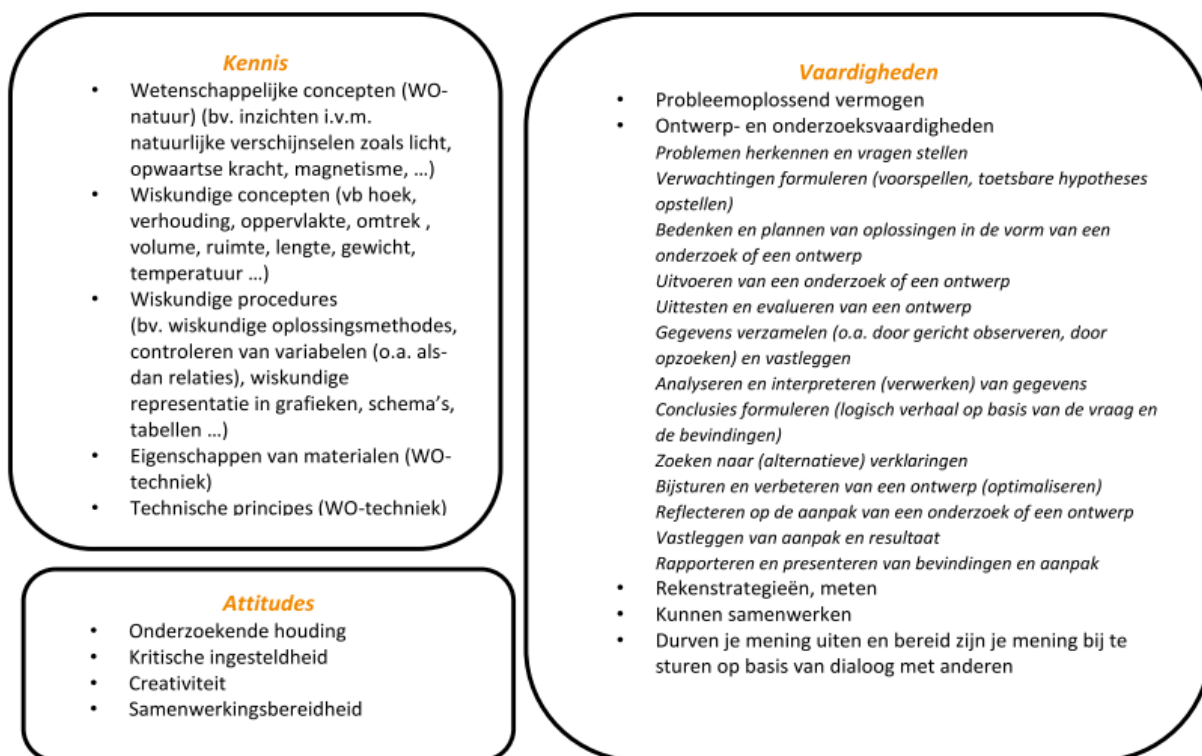 Kennis
• Wetenschappelijke concepten (WO-
natuur) (bv. inzichten i.v.m.
natuurlijke verschijnselen zoals licht,
opwaartse kracht, magnetisme, …)
• Wiskundige concepten (vb hoek,
verhouding, oppervlakte, omtrek ,
volume, ruimte, lengte, gewicht,
temperatuur …)
• Wiskundige procedures
(bv. wiskundige oplossingsmethodes,
controleren van variabelen (o.a. als-
dan relaties), wiskundige
representatie in grafieken, schema’s,
tabellen …)
• Eigenschappen van materialen (WO-
techniek)
• Technische principes (WO-techniek)
Attitudes
• Onderzoekende houding
• Kritische ingesteldheid
• Creativiteit
• Samenwerkingsbereidheid
Vaardigheden
• Probleemoplossend vermogen
• Ontwerp- en onderzoeksvaardigheden
Problemen herkennen en vragen stellen
Verwachtingen formuleren (voorspellen, toetsbare hypotheses
opstellen)
Bedenken en plannen van oplossingen in de vorm van een
onderzoek of een ontwerp
Uitvoeren van een onderzoek of een ontwerp
Uittesten en evalueren van een ontwerp
Gegevens verzamelen (o.a. door gericht observeren, door
opzoeken) en vastleggen
Analyseren en interpreteren (verwerken) van gegevens
Conclusies formuleren (logisch verhaal op basis van de vraag en
de bevindingen)
Zoeken naar (alternatieve) verklaringen
Bijsturen en verbeteren van een ontwerp (optimaliseren)
Reflecteren op de aanpak van een onderzoek of een ontwerp
Vastleggen van aanpak en resultaat
Rapporteren en presenteren van bevindingen en aanpak
• Rekenstrategieën, meten
• Kunnen samenwerken
• Durven je mening uiten en bereid zijn je mening bij te
sturen op basis van dialoog met anderen